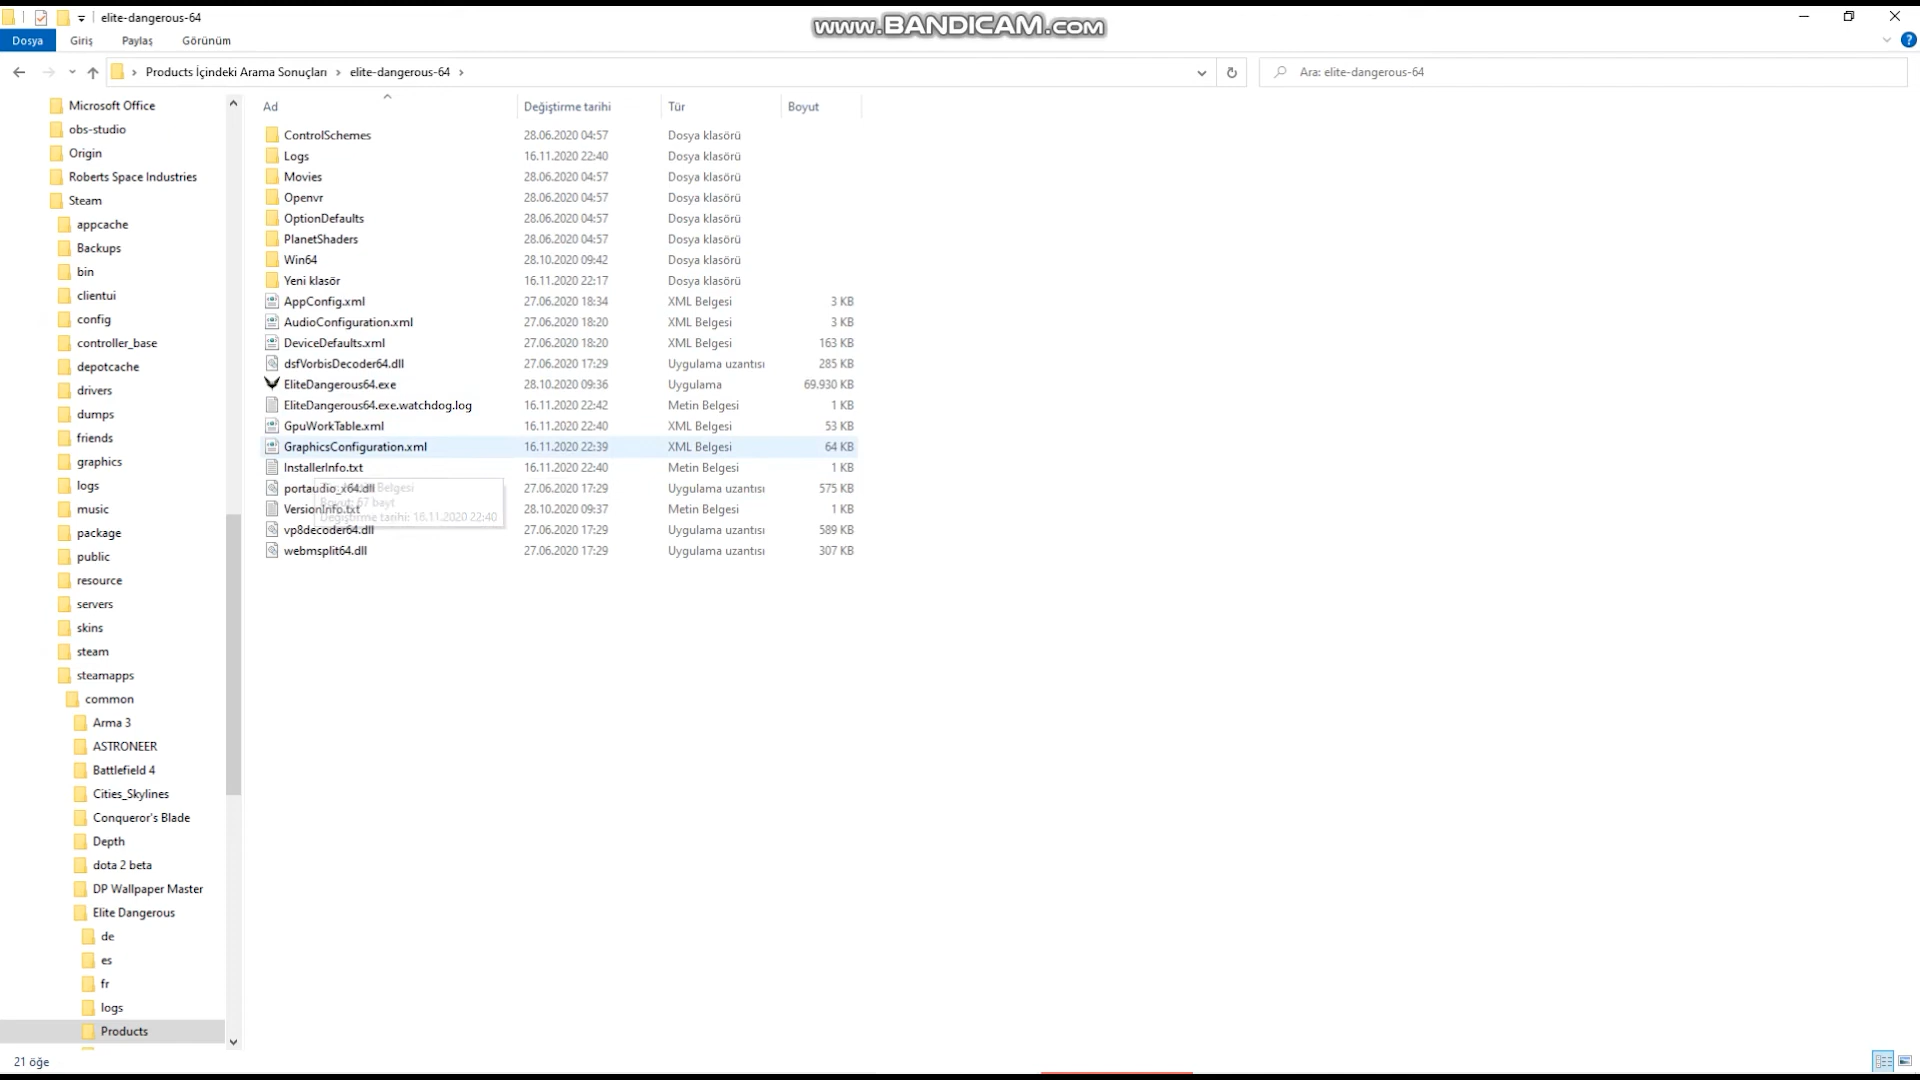 elite-dangerous-64
www.BANDICAM.com
Dosya Giriş Paylaş Görünüm
Products İçindeki Arama Sonuçları › elite-dangerous-64 ›
Ara: elite-dangerous-64
Microsoft Office
obs-studio
Origin
Roberts Space Industries
Steam
appcache
Backups
bin
clientui
config
controller_base
depotcache
drivers
dumps
friends
graphics
logs
music
package
public
resource
servers
skins
steam
steamapps
common
Arma 3
ASTRONEER
Battlefield 4
Cities_Skylines
Conqueror's Blade
Depth
dota 2 beta
DP Wallpaper Master
Elite Dangerous
de
es
fr
logs
Products
Ad Değiştirme tarihi Tür Boyut
ControlSchemes 28.06.2020 04:57 Dosya klasörü
Logs 16.11.2020 22:40 Dosya klasörü
Movies 28.06.2020 04:57 Dosya klasörü
Openvr 28.06.2020 04:57 Dosya klasörü
OptionDefaults 28.06.2020 04:57 Dosya klasörü
PlanetShaders 28.06.2020 04:57 Dosya klasörü
Win64 28.10.2020 09:42 Dosya klasörü
Yeni klasör 16.11.2020 22:17 Dosya klasörü
AppConfig.xml 27.06.2020 18:34 XML Belgesi 3 KB
AudioConfiguration.xml 27.06.2020 18:20 XML Belgesi 3 KB
DeviceDefaults.xml 27.06.2020 18:20 XML Belgesi 163 KB
dsfVorbisDecoder64.dll 27.06.2020 17:29 Uygulama uzantısı 285 KB
EliteDangerous64.exe 28.10.2020 09:36 Uygulama 69.930 KB
EliteDangerous64.exe.watchdog.log 16.11.2020 22:42 Metin Belgesi 1 KB
GpuWorkTable.xml 16.11.2020 22:40 XML Belgesi 53 KB
GraphicsConfiguration.xml 16.11.2020 22:39 XML Belgesi 64 KB
InstallerInfo.txt 16.11.2020 22:40 Metin Belgesi 1 KB
portaudio_x64.dll 27.06.2020 17:29 Uygulama uzantısı 575 KB
VersionInfo.txt 28.10.2020 09:37 Metin Belgesi 1 KB
vp8decoder64.dll 27.06.2020 17:29 Uygulama uzantısı 589 KB
webmsplit64.dll 27.06.2020 17:29 Uygulama uzantısı 307 KB
Belgesi
Boyut: 67 bayt
Değiştirme tarihi: 16.11.2020 22:40
21 öğe